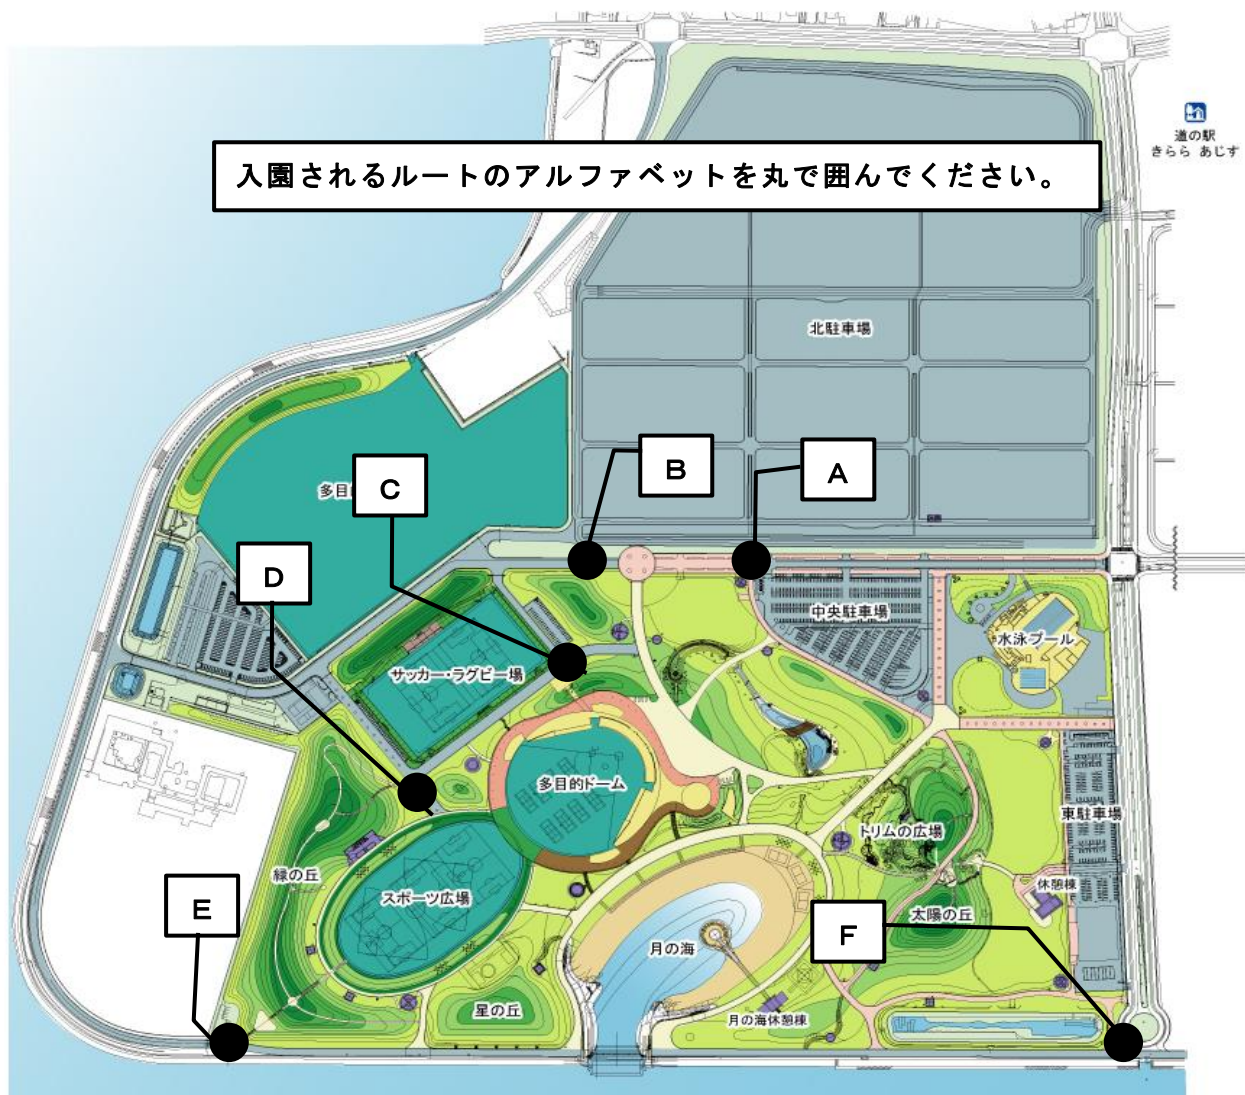 道の駅
きらら あじす
入園されるルートのアルファベットを丸で囲んでください。
北駐車場
B
A
多目
C
D
中央駐車場
水泳プール
サッカー・ラグビー場
多目的ドーム
東駐車場
トリムの広場
緑の丘
スポーツ広場
休憩棟
E
太陽の丘
F
月の海
星の丘
月の海休憩棟